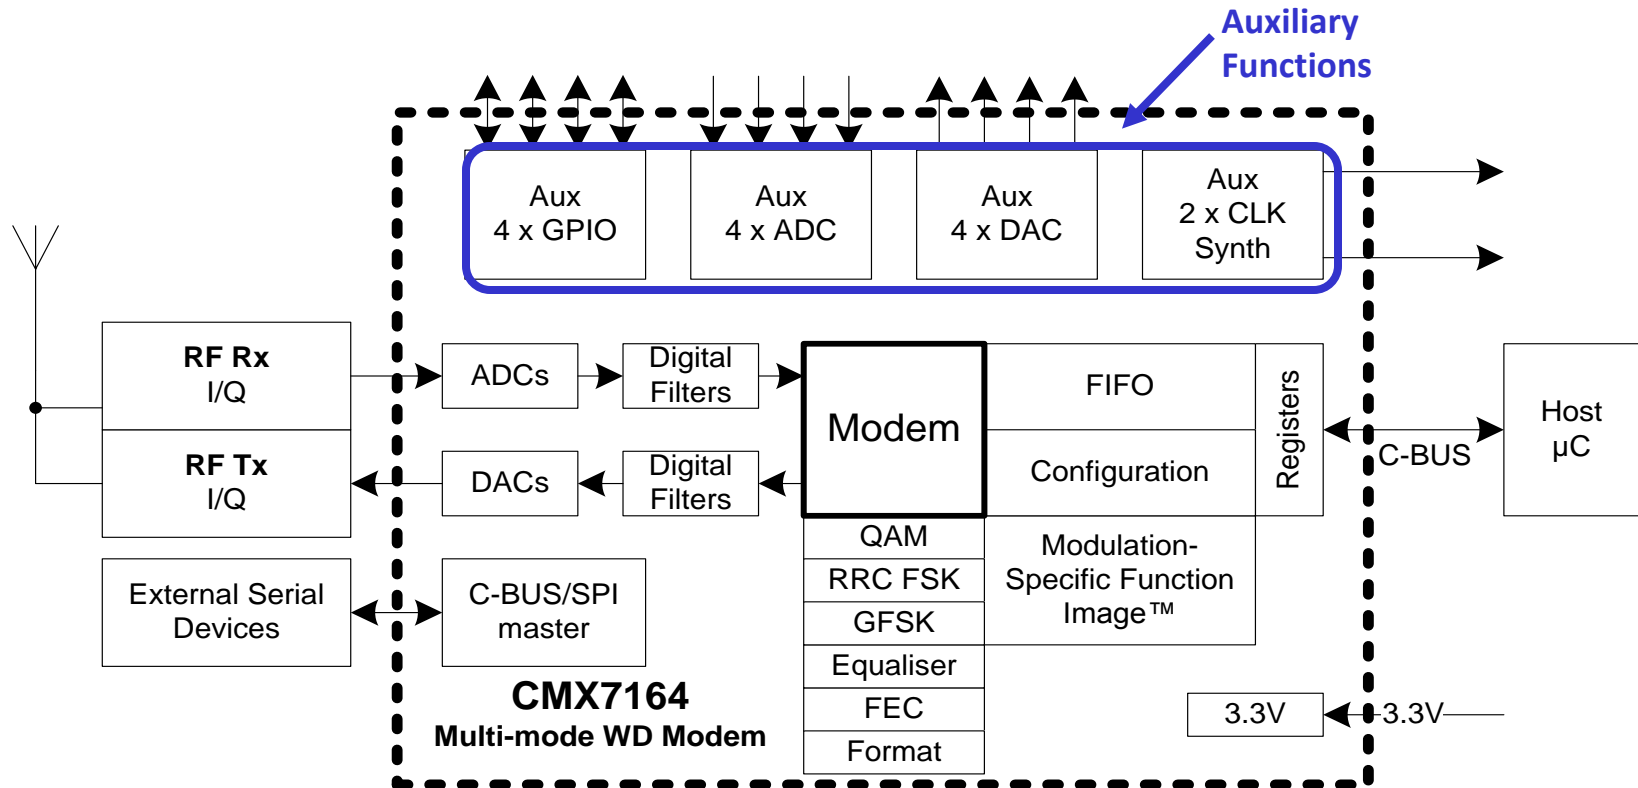 Auxiliary
Functions
Aux
4 x GPIO
Aux
4 x ADC
Aux
4 x DAC
Aux
2 x CLK
Synth
RF Rx
I/Q
ADCs
Digital
Filters
Modem
FIFO
Registers
C-BUS
Host
µC
RF Tx
I/Q
DACs
Digital
Filters
Configuration
External Serial
Devices
C-BUS/SPI
master
QAM
RRC FSK
GFSK
Equaliser
FEC
Format
Modulation-
Specific Function
Image™
CMX7164
Multi-mode WD Modem
3.3V
3.3V